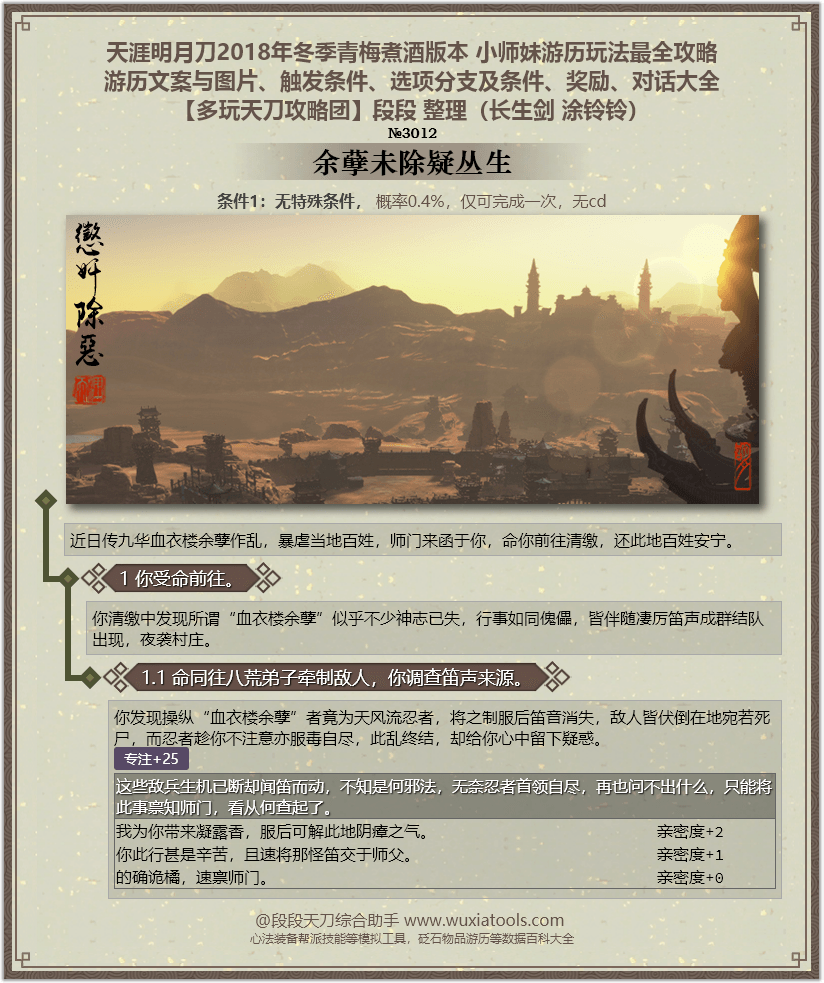 天涯明月刀2018年冬季青梅煮酒版本 小师妹游历玩法最全攻略
游历文案与图片、触发条件、选项分支及条件、奖励、对话大全
【多玩天刀攻略团】段段 整理（长生剑 涂铃铃）
№3012
余孽未除疑丛生
条件1：无特殊条件， 概率0.4%，仅可完成一次，无cd
懲奸除惡
近日传九华血衣楼余孽作乱，暴虐当地百姓，师门来函于你，命你前往清缴，还此地百姓安宁。
1 你受命前往。
你清缴中发现所谓“血衣楼余孽”似乎不少神志已失，行事如同傀儡，皆伴随凄厉笛声成群结队
出现，夜袭村庄。
1.1 命同往八荒弟子牵制敌人，你调查笛声来源。
你发现操纵“血衣楼余孽”者竟为天风流忍者，将之制服后笛音消失，敌人皆伏倒在地宛若死
尸，而忍者趁你不注意亦服毒自尽，此乱终结，却给你心中留下疑惑。
专注+25
这些敌兵生机已断却闻笛而动，不知是何邪法，无奈忍者首领自尽，再也问不出什么，只能将
此事禀知师门，看从何查起了。
我为你带来凝露香，服后可解此地阴瘴之气。 亲密度+2
你此行甚是辛苦，且速将那怪笛交于师父。 亲密度+1
的确诡橘，速禀师门。 亲密度+0
@段段天刀综合助手 www.wuxiatools.com
心法装备帮派技能等模拟工具，砭石物品游历等数据百科大全